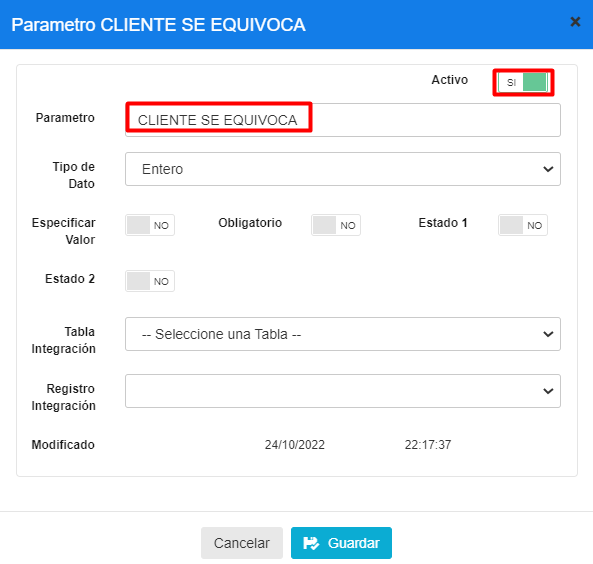 Parametro CLIENTE SE EQUIVOCA
×
Activo SI
Parametro CLIENTE SE EQUIVOCA
Tipo de
Dato
Entero
Especificar
Valor
NO
Obligatorio NO
Estado 1 NO
Estado 2 NO
Tabla
Integración
-- Seleccione una Tabla --
Registro
Integración
Modificado 24/10/2022 22:17:37
Cancelar Guardar